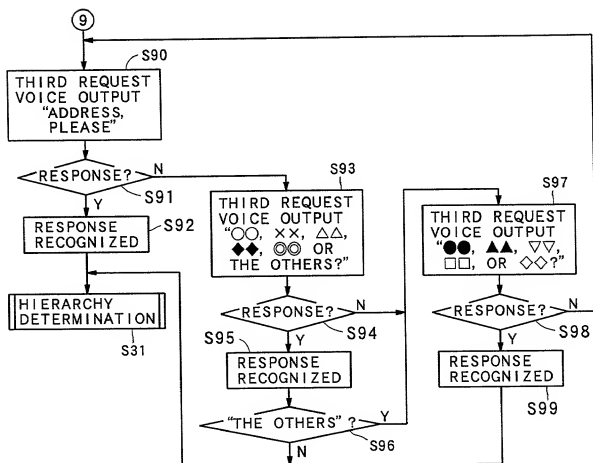 9
S90
THIRD REQUEST
VOICE OUTPUT
“ADDRESS,
PLEASE”
RESPONSE?
N
S91
Y
RESPONSE
RECOGNIZED
S92
HIERARCHY
DETERMINATION
S31
S93
THIRD REQUEST
VOICE OUTPUT
“○○, ××, △△,
◆◆, ◎◎ OR
THE OTHERS?”
RESPONSE?
N
S94
Y
S95
RESPONSE
RECOGNIZED
“THE OTHERS”?
Y
S96
N
S97
THIRD REQUEST
VOICE OUTPUT
“●●, ▲▲, ▽▽,
□□, OR ◇◇?”
RESPONSE?
N
S98
Y
RESPONSE
RECOGNIZED
S99